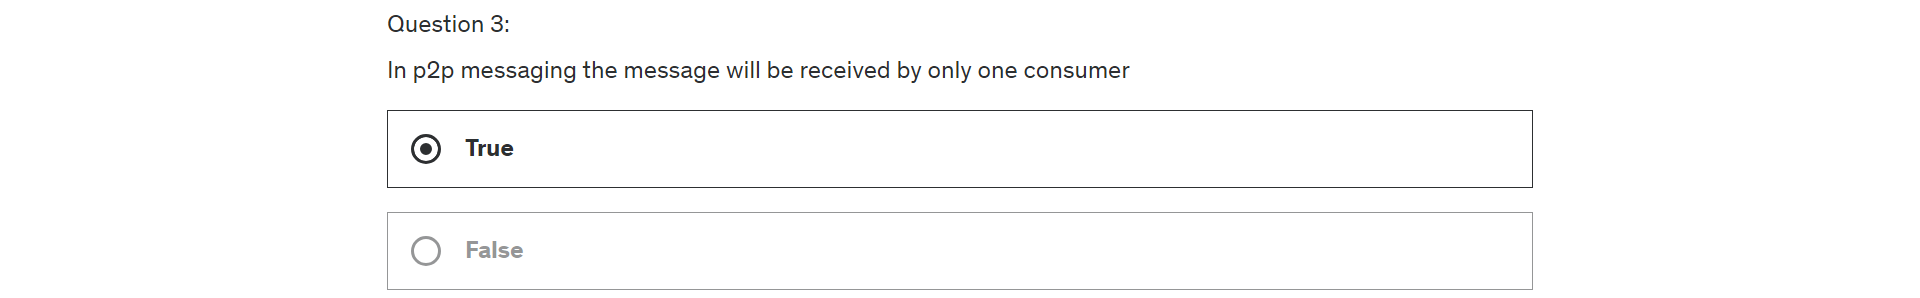 Question 3:
In p2p messaging the message will be received by only one consumer
True
False